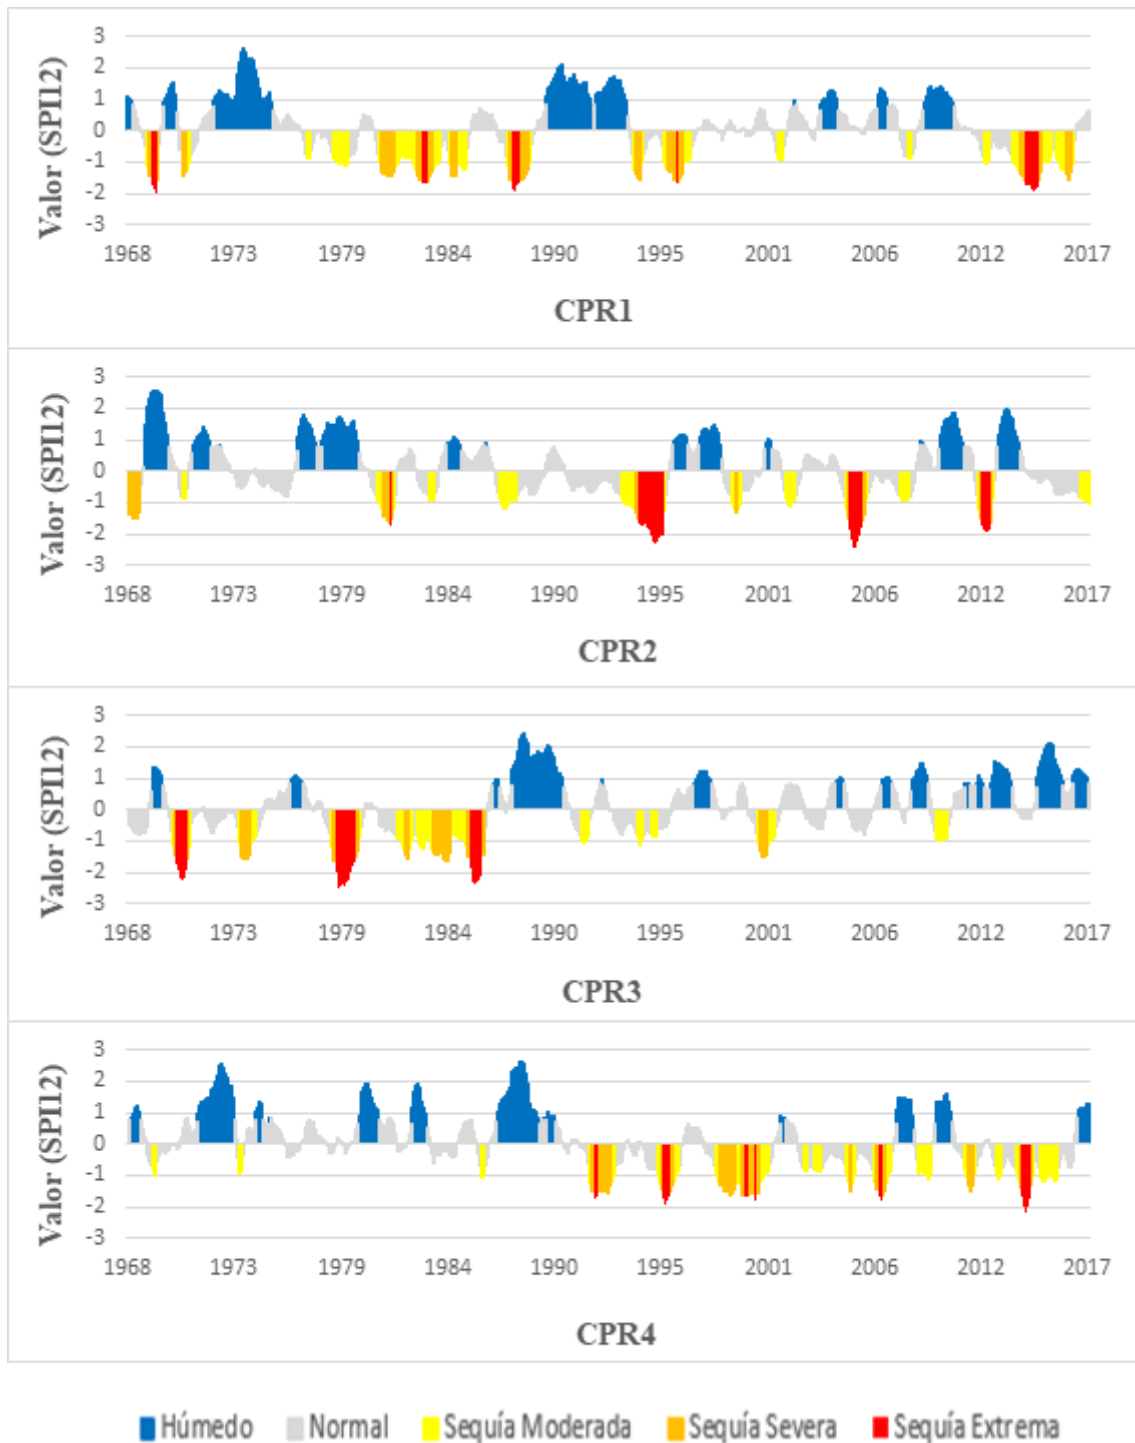 Valor (SPI12)
3
2
1
0
-1
-2
-3
1968 1973 1979 1984 1990 1995 2001 2006 2012 2017
CPR1
Valor (SPI12)
3
2
1
0
-1
-2
-3
1968 1973 1979 1984 1990 1995 2001 2006 2012 2017
CPR2
Valor (SPI12)
3
2
1
0
-1
-2
-3
1968 1973 1979 1984 1990 1995 2001 2006 2012 2017
CPR3
Valor (SPI12)
3
2
1
0
-1
-2
-3
1968 1973 1979 1984 1990 1995 2001 2006 2012 2017
CPR4
Húmedo Normal Sequía Moderada Sequía Severa Sequía Extrema